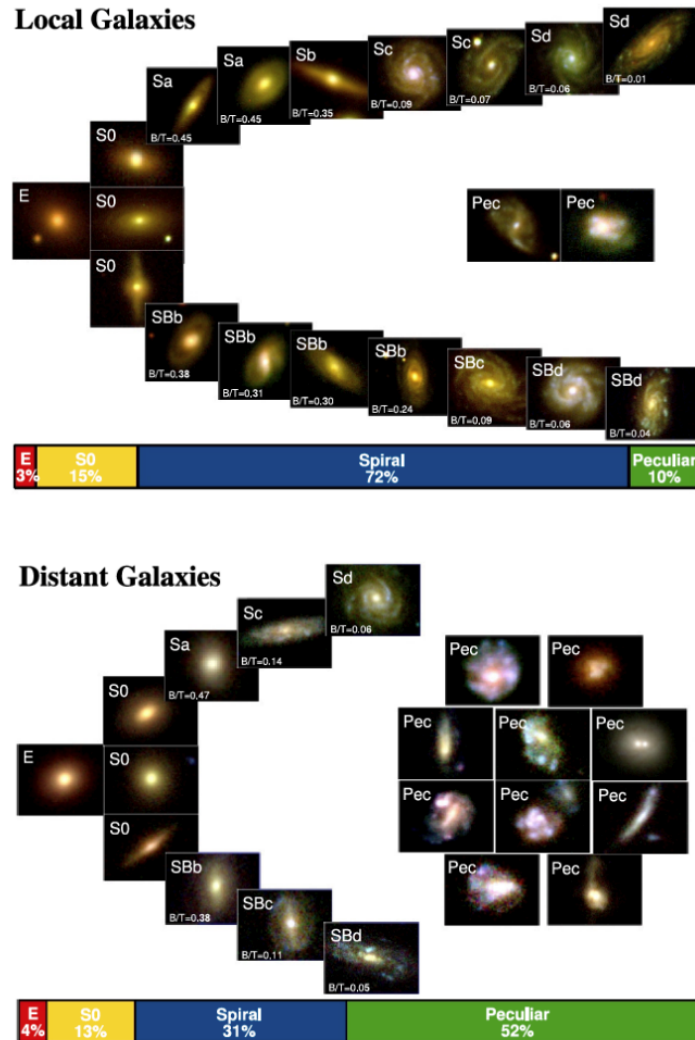 Local Galaxies
Sa
B/T=0.45
Sa
B/T=0.45
Sb
B/T=0.35
Sc
B/T=0.09
Sc
B/T=0.07
Sd
B/T=0.06
Sd
B/T=0.01
S0
E
S0
S0
Pec
Pec
SBb
B/T=0.38
SBb
B/T=0.31
SBb
B/T=0.30
SBb
B/T=0.24
SBc
B/T=0.09
SBd
B/T=0.06
SBd
B/T=0.04
E
3%
S0
15%
Spiral
72%
Peculiar
10%
Distant Galaxies
Sa
B/T=0.47
Sc
B/T=0.14
Sd
B/T=0.06
S0
E
S0
S0
Pec
Pec
Pec
Pec
Pec
Pec
Pec
Pec
Pec
Pec
SBb
B/T=0.38
SBc
B/T=0.11
SBd
B/T=0.05
E
4%
S0
13%
Spiral
31%
Peculiar
52%